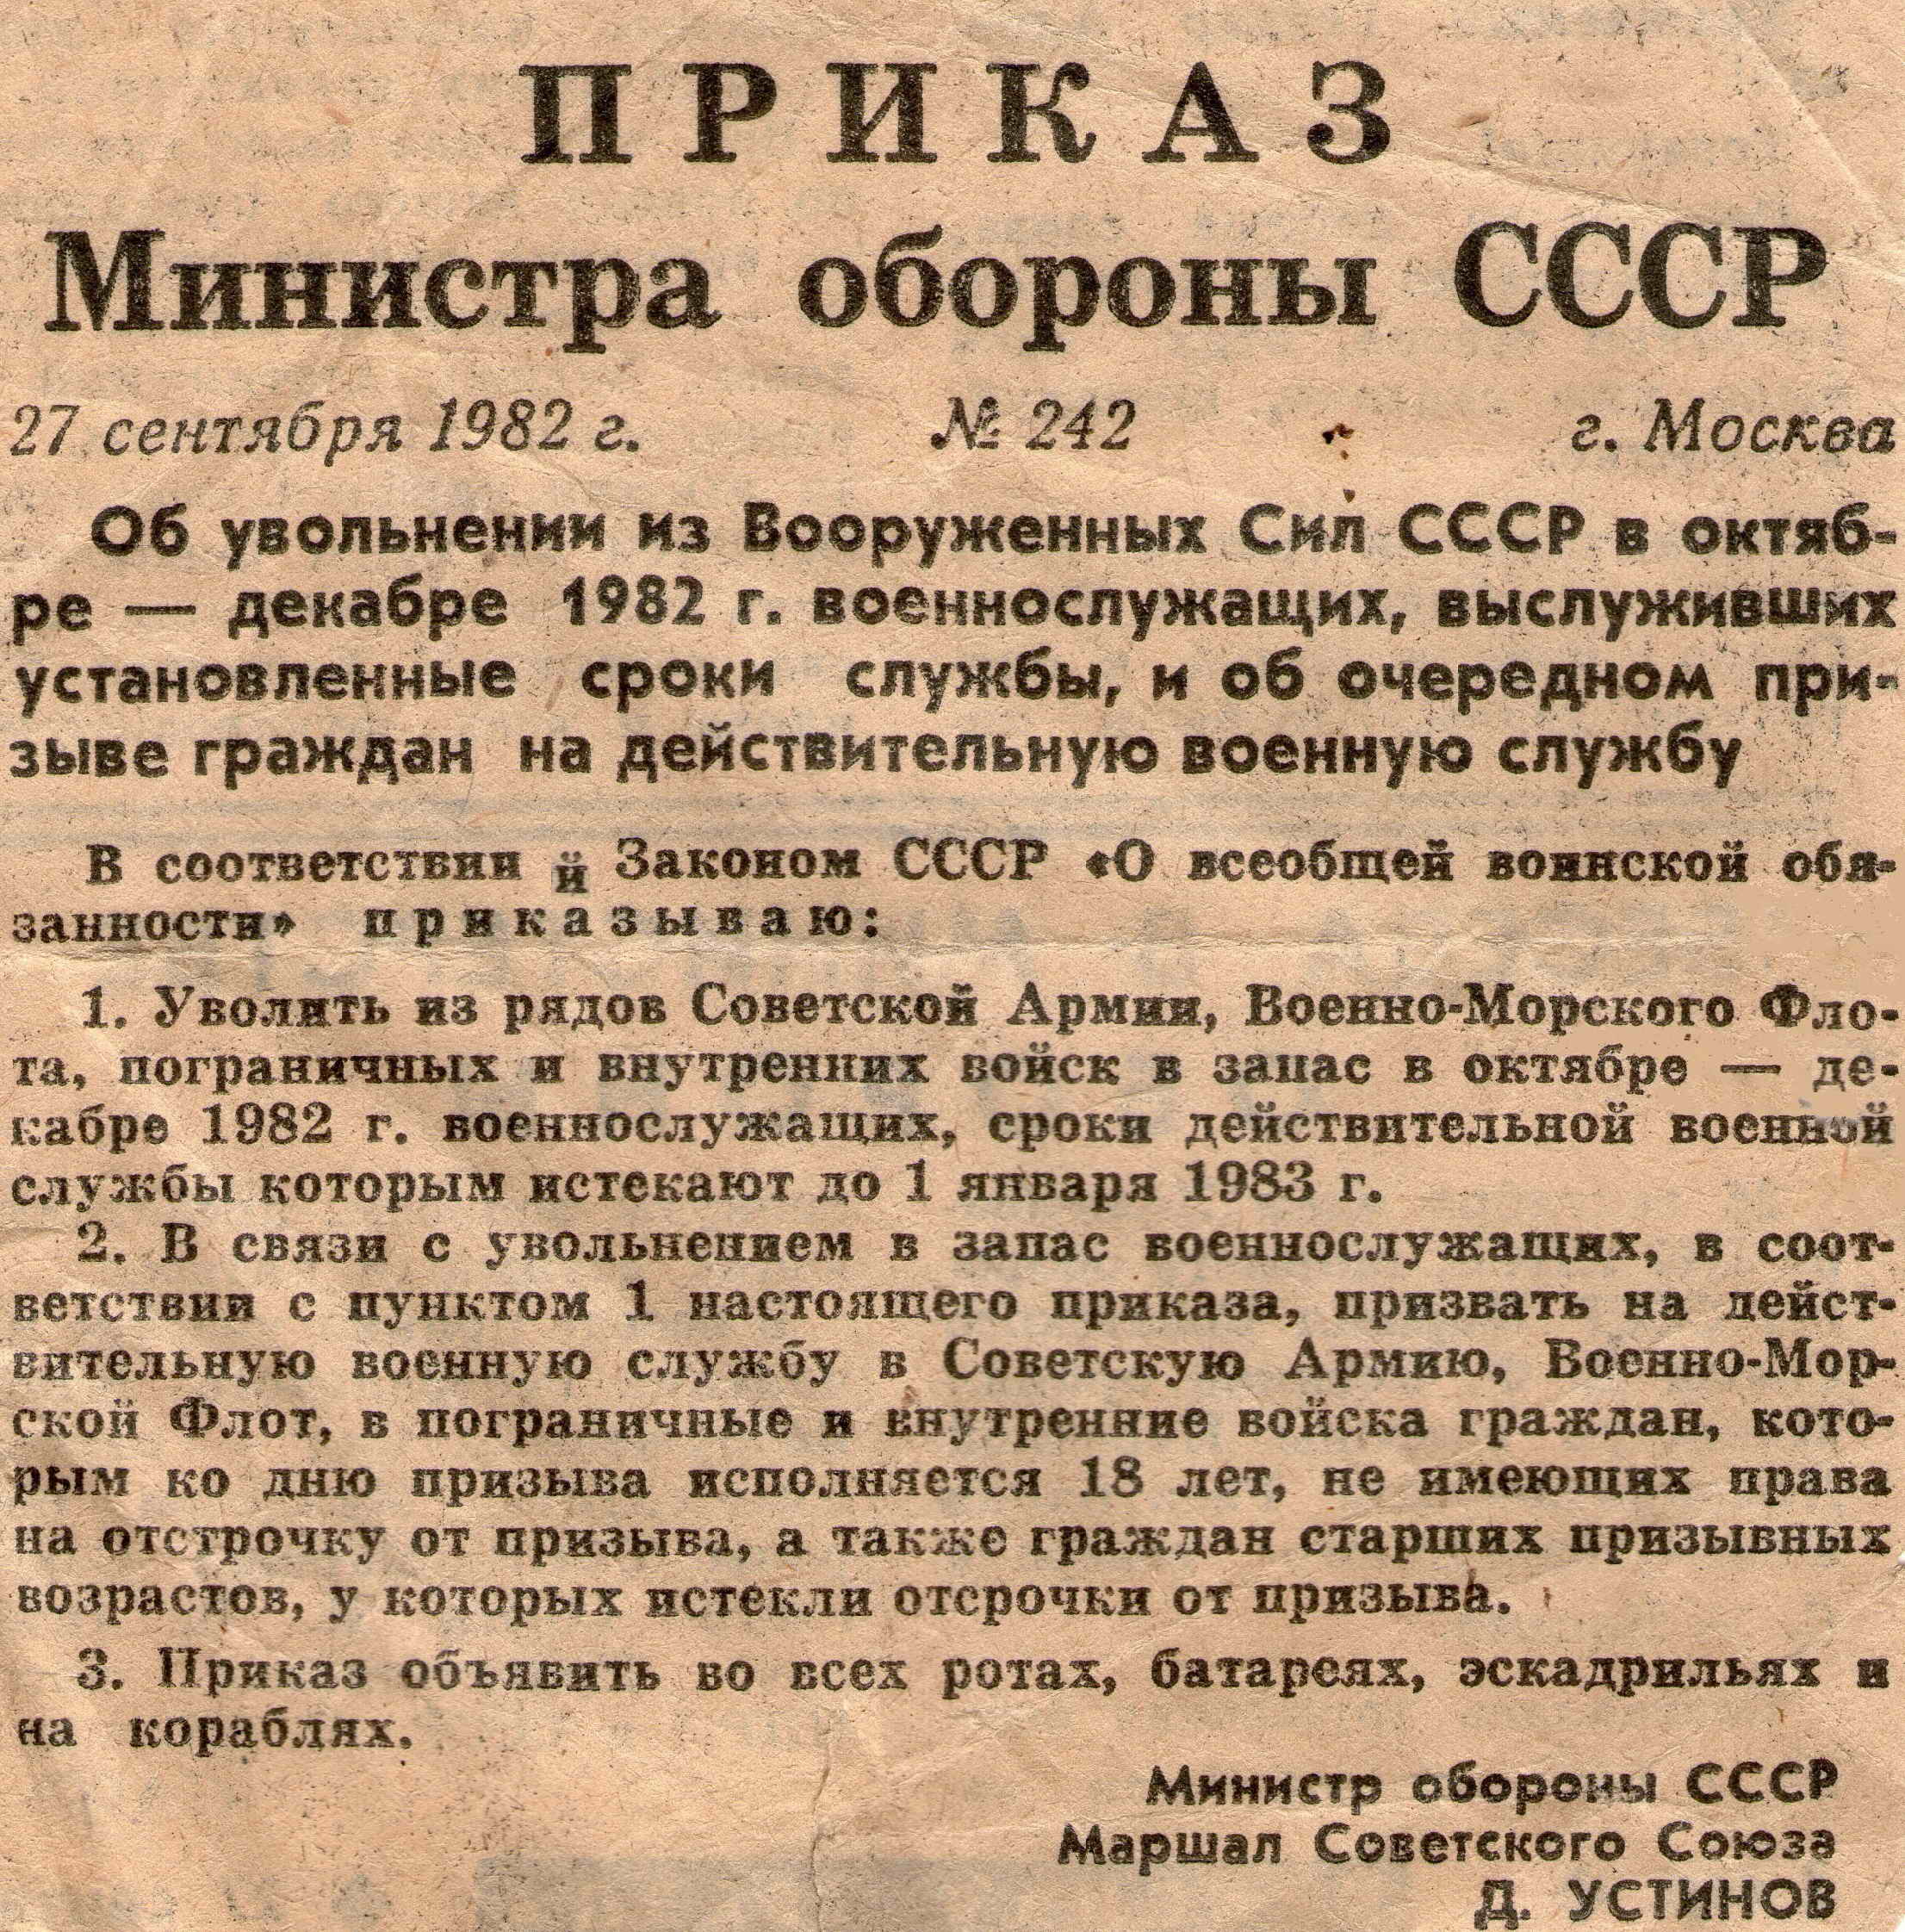 ПРИКАЗ
Министра обороны СССР
27 сентября 1982 г. № 242 г. Москва
Об увольнении из Вооруженных Сил СССР в октяб-
ре — декабре 1982 г. военнослужащих, выслуживших
установленные сроки службы, и об очередном при-
зыве граждан на действительную военную службу
В соответствии й Законом СССР «О всеобщей воинской обя-
занности» приказываю:
1. Уволить из рядов Советской Армии, Военно-Морского Фло-
та, пограничных и внутренних войск в запас в октябре — де-
кабре 1982 г. военнослужащих, сроки действительной военной
службы которым истекают до 1 января 1983 г.
2. В связи с увольнением в запас военнослужащих, в соот-
ветствии с пунктом 1 настоящего приказа, призвать на дейст-
вительную военную службу в Советскую Армию, Военно-Мор-
ской Флот, в пограничные и внутренние войска граждан, кото-
рым ко дню призыва исполняется 18 лет, не имеющих права
на отстрочку от призыва, а также граждан старших призывных
возрастов, у которых истекли отсрочки от призыва.
3. Приказ объявить во всех ротах, батареях, эскадрильях и
на кораблях.
Министр обороны СССР
Маршал Советского Союза
Д. УСТИНОВ